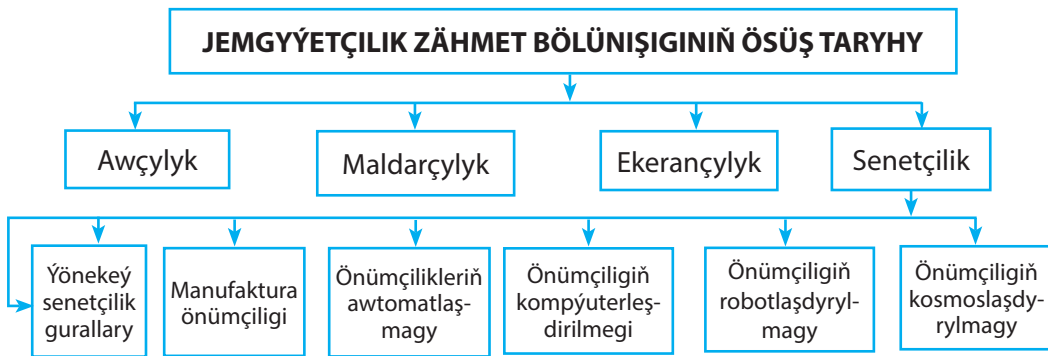 JEMGYÝETÇILIK ZÄHMET BÖLÜNIŞIGINIŇ ÖSÜŞ TARYHY
Awçylyk
Maldarçylyk
Ekerançylyk
Senetçilik
Ýönekeý
senetçilik
gurallary
Manufaktura
önümçiligi
Önümçilikleriň
awtomatlaş-
magy
Önümçiligiň
kompýuterleş-
dirilmegi
Önümçiligiň
robotlaşdyryl-
magy
Önümçiligiň
kosmoslaşdy-
rylmagy